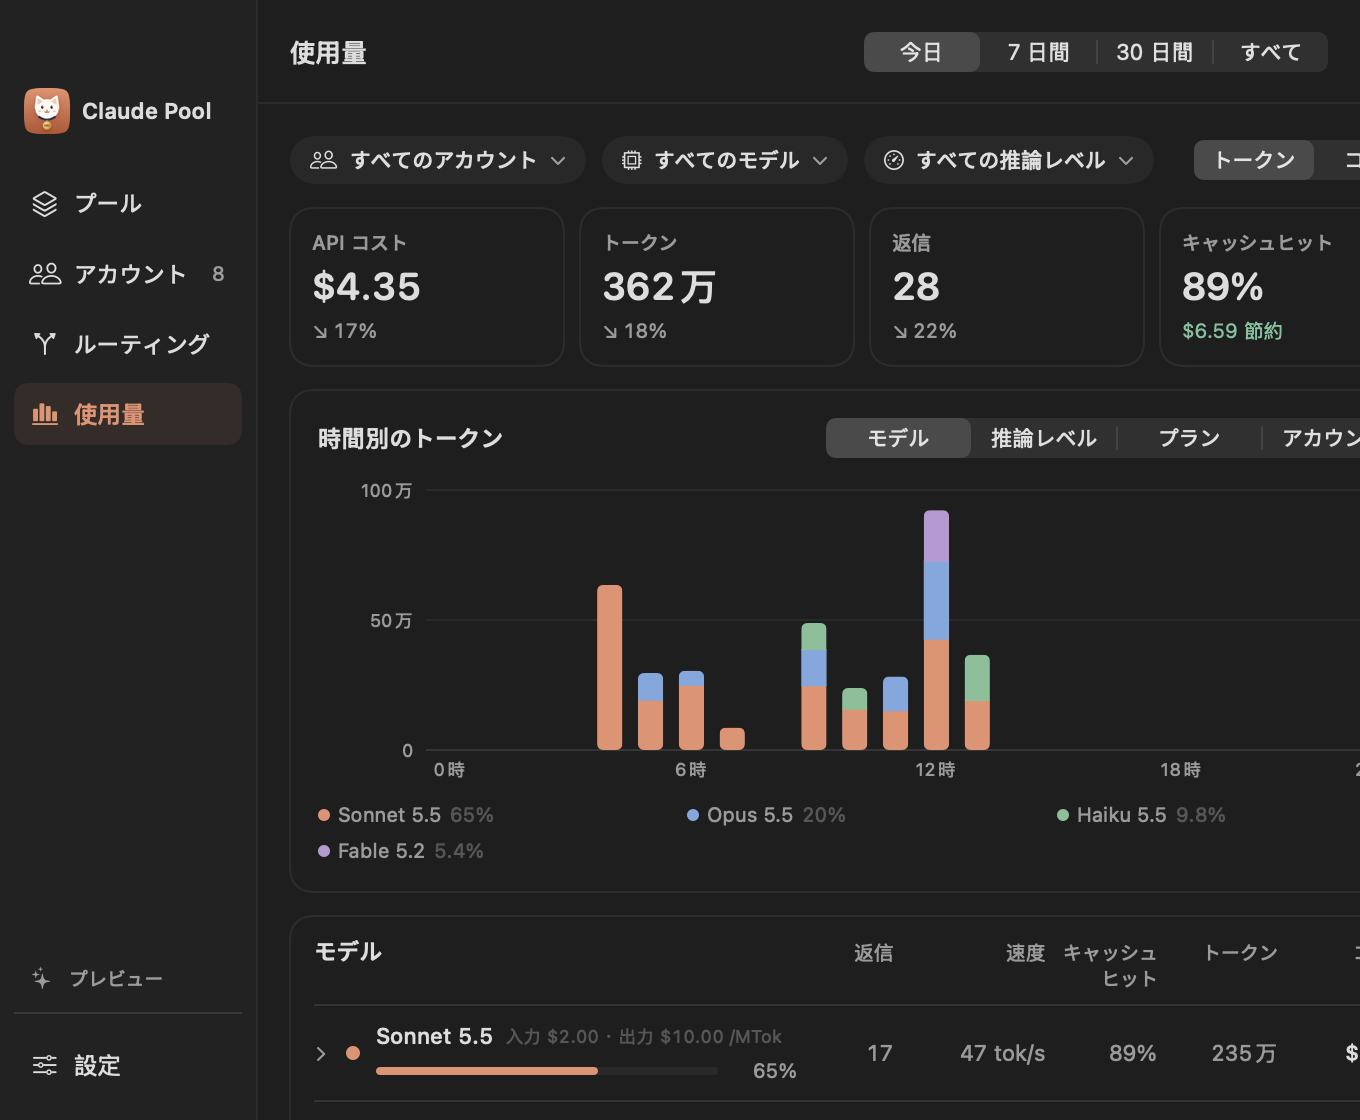 使用量
今日 7 日間 30 日間 すべて
Claude Pool
すべてのアカウント すべてのモデル すべての推論レベル トークン コ
プール
アカウント 8
ルーティング
使用量
API コスト
$4.35
↘ 17%
トークン
362万
↘ 18%
返信
28
↘ 22%
キャッシュヒット
89%
$6.59 節約
時間別のトークン
モデル 推論レベル プラン アカウン
100万
50万
0
0時 6時 12時 18時 2
Sonnet 5.5 65%
Opus 5.5 20%
Haiku 5.5 9.8%
Fable 5.2 5.4%
モデル 返信 速度 キャッシュヒット トークン コ
Sonnet 5.5 入力 $2.00 · 出力 $10.00 /MTok
65%
17 47 tok/s 89% 235万 $
プレビュー
設定